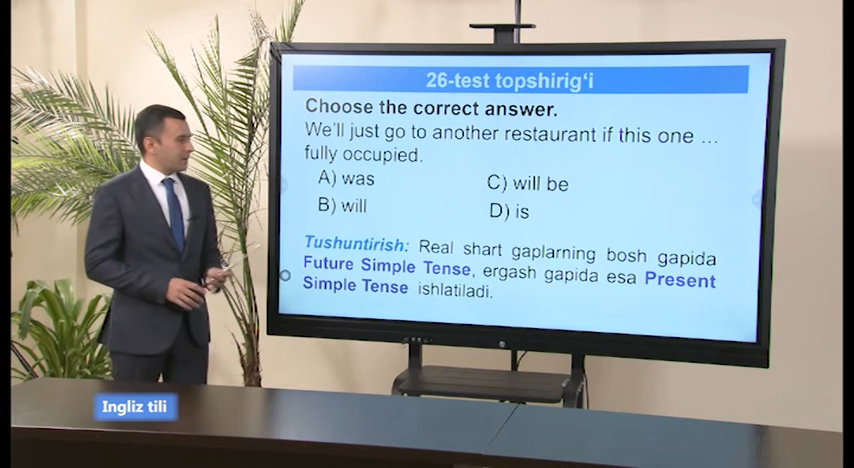 26-test topshirig‘i
Choose the correct answer.
We’ll just go to another restaurant if this one ...
fully occupied.
A) was
C) will be
B) will
D) is
Tushuntirish: Real shart gaplarning bosh gapida
Future Simple Tense, ergash gapida esa Present
Simple Tense ishlatiladi.
Ingliz tili